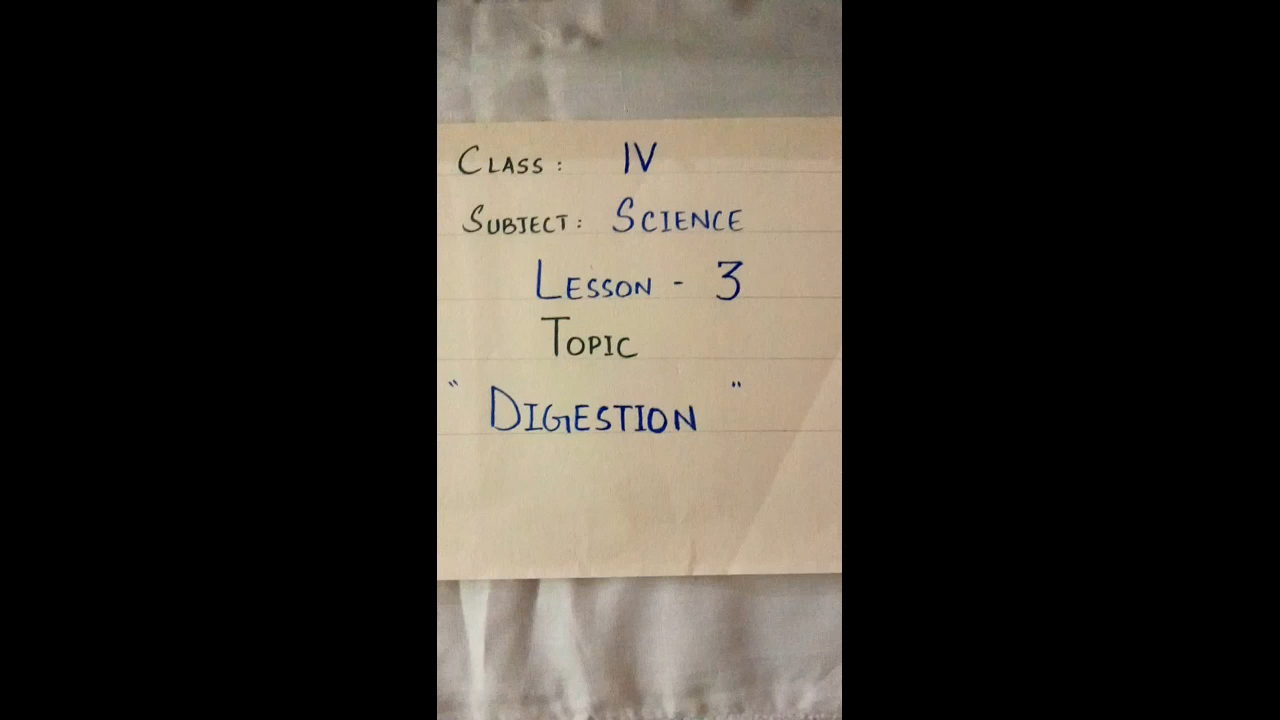 CLASS: IV
SUBJECT: SCIENCE
LESSON - 3
TOPIC
" DIGESTION "